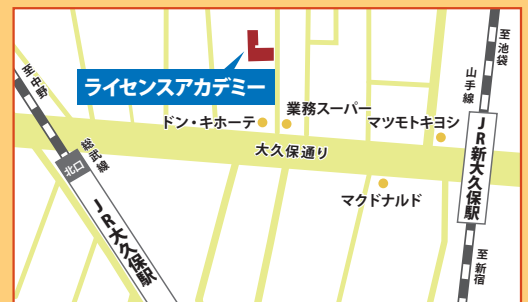 至池袋
山手線
至中野
ライセンスアカデミー
ドン・キホーテ
業務スーパー
マツモトキヨシ
総武線
北口
大久保通り
JR新大久保駅
マクドナルド
JR大久保駅
至新宿